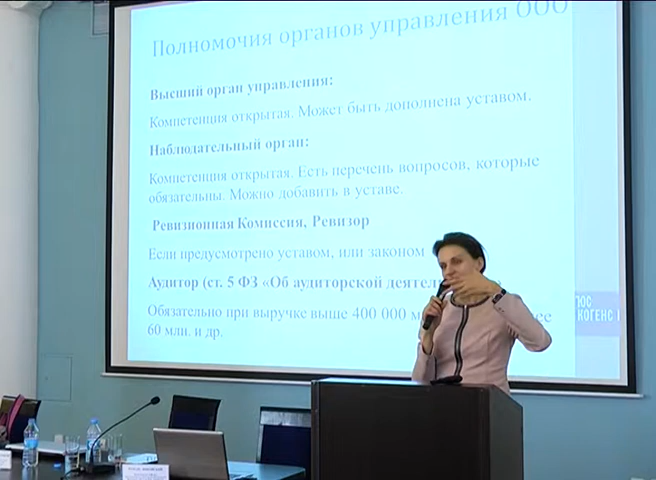 Полномочия органов управления ООО
Высший орган управления:
Компетенция открытая. Может быть дополнена уставом.
Наблюдательный орган:
Компетенция открытая. Есть перечень вопросов, которые
обязательны. Можно добавить в уставе.
Ревизионная Комиссия, Ревизор
Если предусмотрено уставом, или законом
Аудитор (ст. 5 ФЗ «Об аудиторской деятел
Обязательно при выручке выше 400 000 м ее
60 млн. и др.